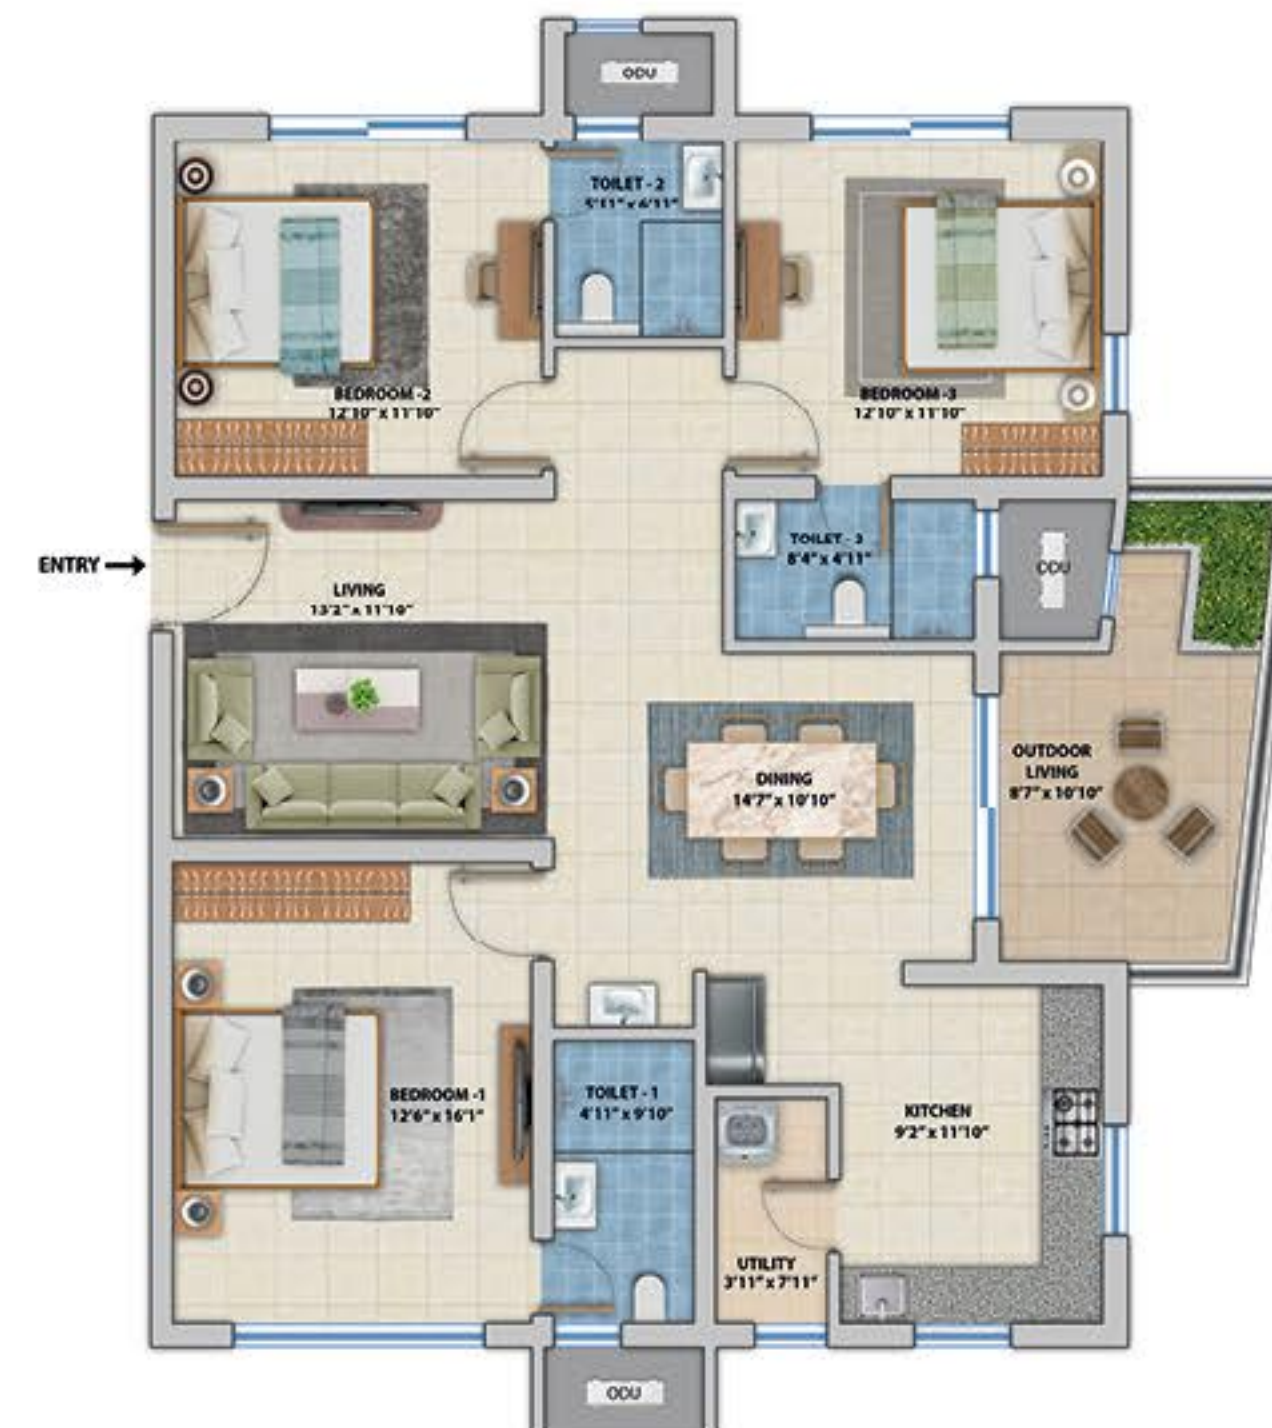 ODU
TOILET - 2
5'11" x 6'11"
BEDROOM -2
12'10" x 11'10"
BEDROOM -3
12'10" x 11'10"
ENTRY
TOILET - 3
8'4" x 4'11"
ODU
LIVING
13'2" x 11'10"
OUTDOOR
LIVING
8'7" x 10'10"
DINING
14'7" x 10'10"
BEDROOM -1
12'6" x 16'1"
TOILET - 1
4'11" x 9'10"
KITCHEN
9'2" x 11'10"
UTILITY
3'11" x 7'11"
ODU